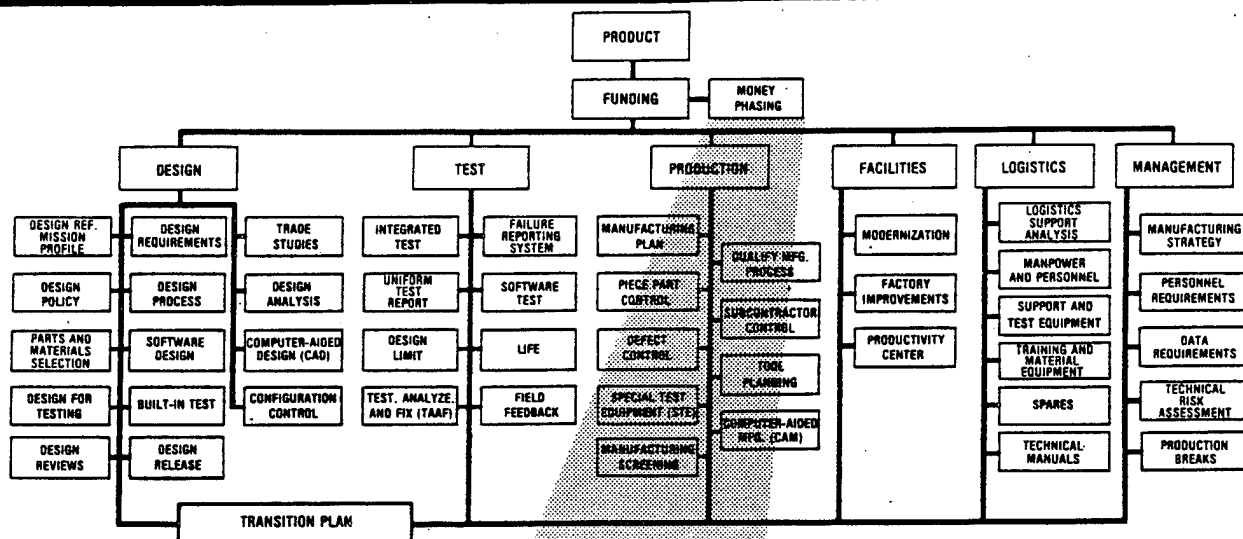 PRODUCT
FUNDING
MONEY
PHASING
DESIGN
TEST
PRODUCTION
FACILITIES
LOGISTICS
MANAGEMENT
DESIGN REF.
MISSION
PROFILE
DESIGN
REQUIREMENTS
TRADE
STUDIES
DESIGN
POLICY
DESIGN
PROCESS
DESIGN
ANALYSIS
PARTS AND
MATERIALS
SELECTION
SOFTWARE
DESIGN
COMPUTER-AIDED
DESIGN (CAD)
DESIGN FOR
TESTING
BUILT-IN TEST
CONFIGURATION
CONTROL
DESIGN
REVIEWS
DESIGN
RELEASE
INTEGRATED
TEST
FAILURE
REPORTING
SYSTEM
UNIFORM
TEST
REPORT
SOFTWARE
TEST
DESIGN
LIMIT
LIFE
TEST, ANALYZE.
AND FIX (TAAF)
FIELD
FEEDBACK
MANUFACTURING
PLAN
QUALIFY MFG.
PROCESS
PIECE PART
CONTROL
SUBCONTRACTOR
CONTROL
DEFECT
CONTROL
TOOL
PLANNING
SPECIAL TEST
EQUIPMENT (STE)
COMPUTER-AIDED
MFG. (CAM)
MANUFACTURING
SCREENING
MODERNIZATION
FACTORY
IMPROVEMENTS
PRODUCTIVITY
CENTER
LOGISTICS
SUPPORT
ANALYSIS
MANPOWER
AND PERSONNEL
SUPPORT AND
TEST EQUIPMENT
TRAINING AND
MATERIAL
EQUIPMENT
SPARES
TECHNICAL
MANUALS
MANUFACTURING
STRATEGY
PERSONNEL
REQUIREMENTS
DATA
REQUIREMENTS
TECHNICAL
RISK
ASSESSMENT
PRODUCTION
BREAKS
TRANSITION PLAN